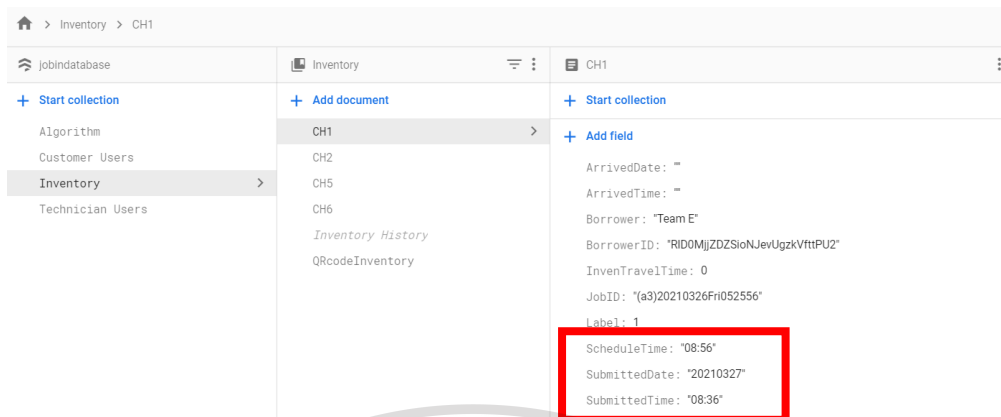 > Inventory > CH1
jobindatabase
Inventory
CH1
+ Start collection
+ Add document
+ Start collection
Algorithm
Customer Users
Inventory >
Technician Users
CH1 >
CH2
CH5
CH6
Inventory History
QRcodeInventory
+ Add field
ArrivedDate: ""
ArrivedTime: ""
Borrower: "Team E"
BorrowerID: "RID0MjjZDZSioNJevUgzkVfttPU2"
InvenTravelTime: 0
JobID: "(a3)20210326Fri052556"
Label: 1
ScheduleTime: "08:56"
SubmittedDate: "20210327"
SubmittedTime: "08:36"